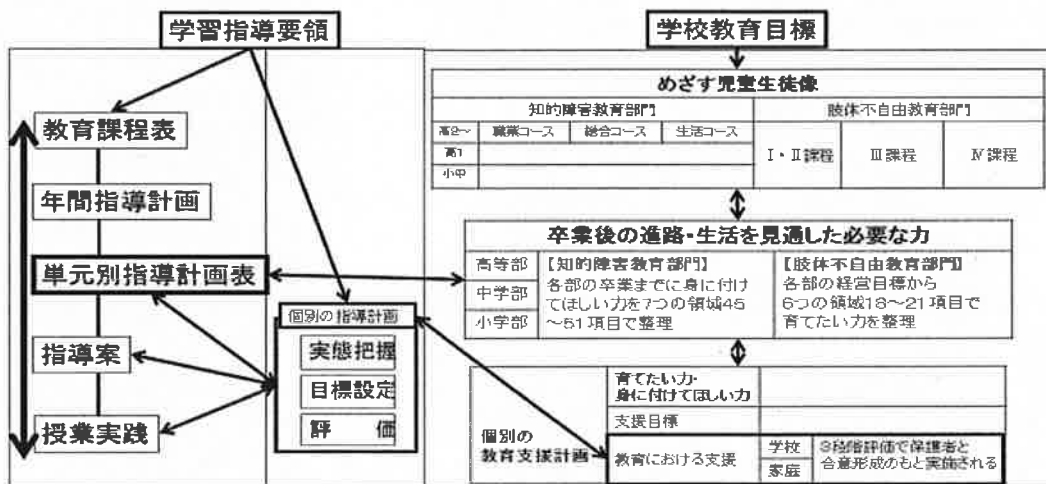 学習指導要領
教育課程表
年間指導計画
単元別指導計画表
指導案
授業実践
個別の指導計画
実態把握
目標設定
評 価
学校教育目標
めざす児童生徒像
知的障害教育部門
肢体不自由教育部門
高2～
職業コース
総合コース
生活コース
高1
小中
Ⅰ・Ⅱ課程
Ⅲ課程
Ⅳ課程
卒業後の進路・生活を見通した必要な力
高等部
中学部
小学部
【知的障害教育部門】
各部の卒業までに身に付け
てほしい力を7つの領域45
～51項目で整理
【肢体不自由教育部門】
各部の経営目標から
6つの領域18～21項目で
育てたい力を整理
個別の
教育支援計画
育てたい力・
身に付けてほしい力
支援目標
教育における支援
学校
家庭
3段階評価で保護者と
合意形成のもと実施される